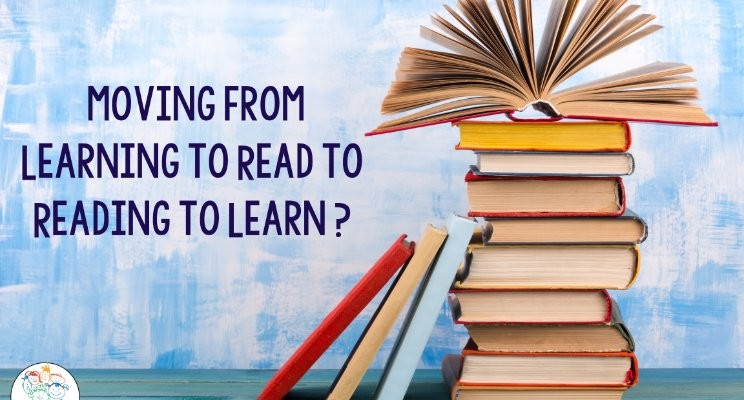 MOVING FROM
LEARNING TO READ TO
READING TO LEARN ?